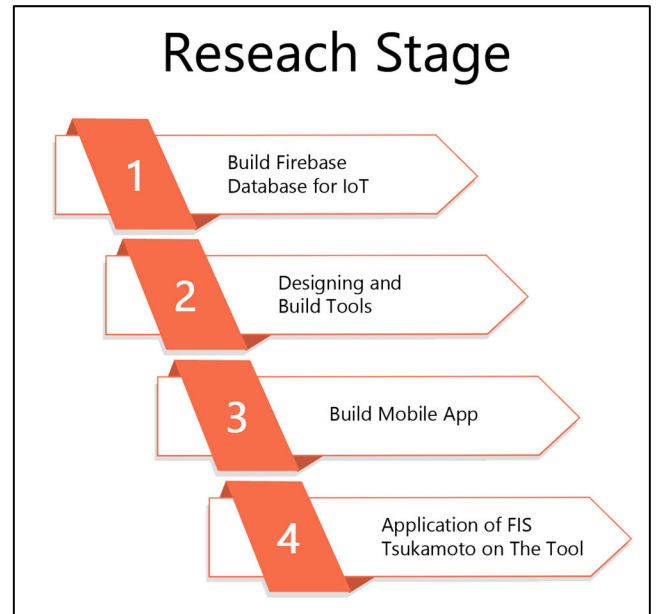 Reseach Stage
1
Build Firebase
Database for IoT
2
Designing and
Build Tools
3
Build Mobile App
4
Application of FIS
Tsukamoto on The Tool